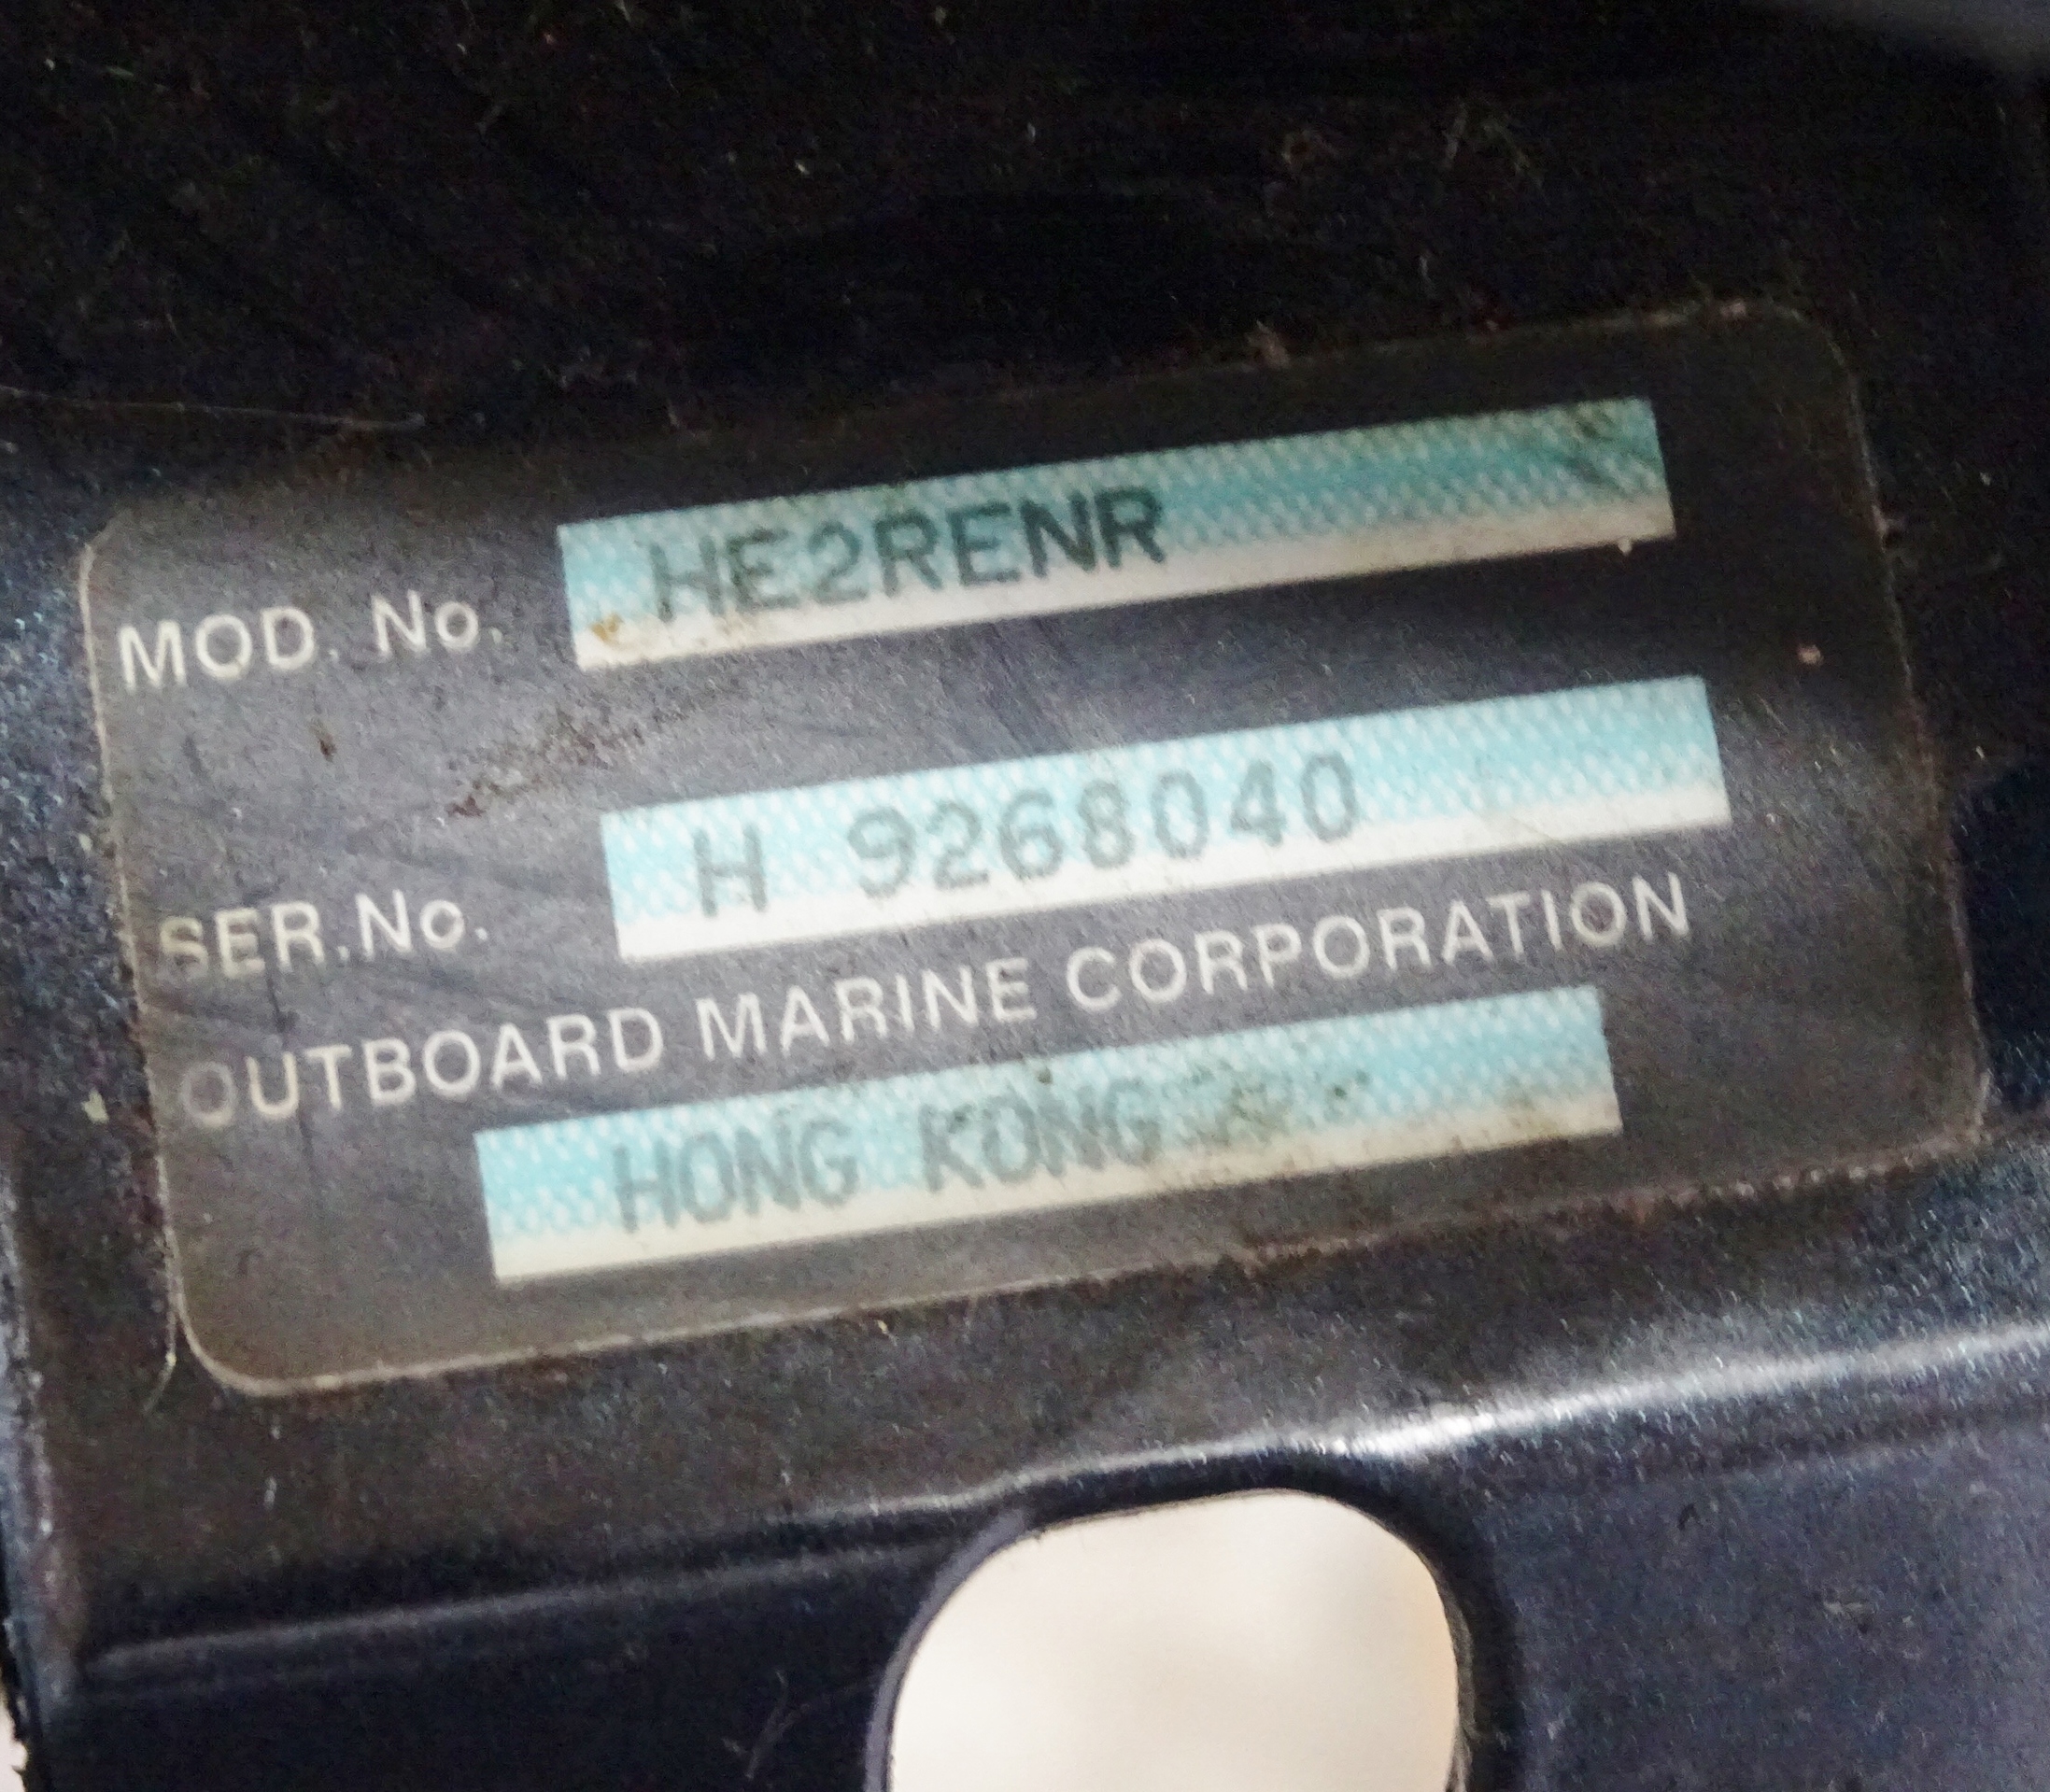 MOD. No. HE2RENR
SER.No. H 9268040
OUTBOARD MARINE CORPORATION
HONG KONG